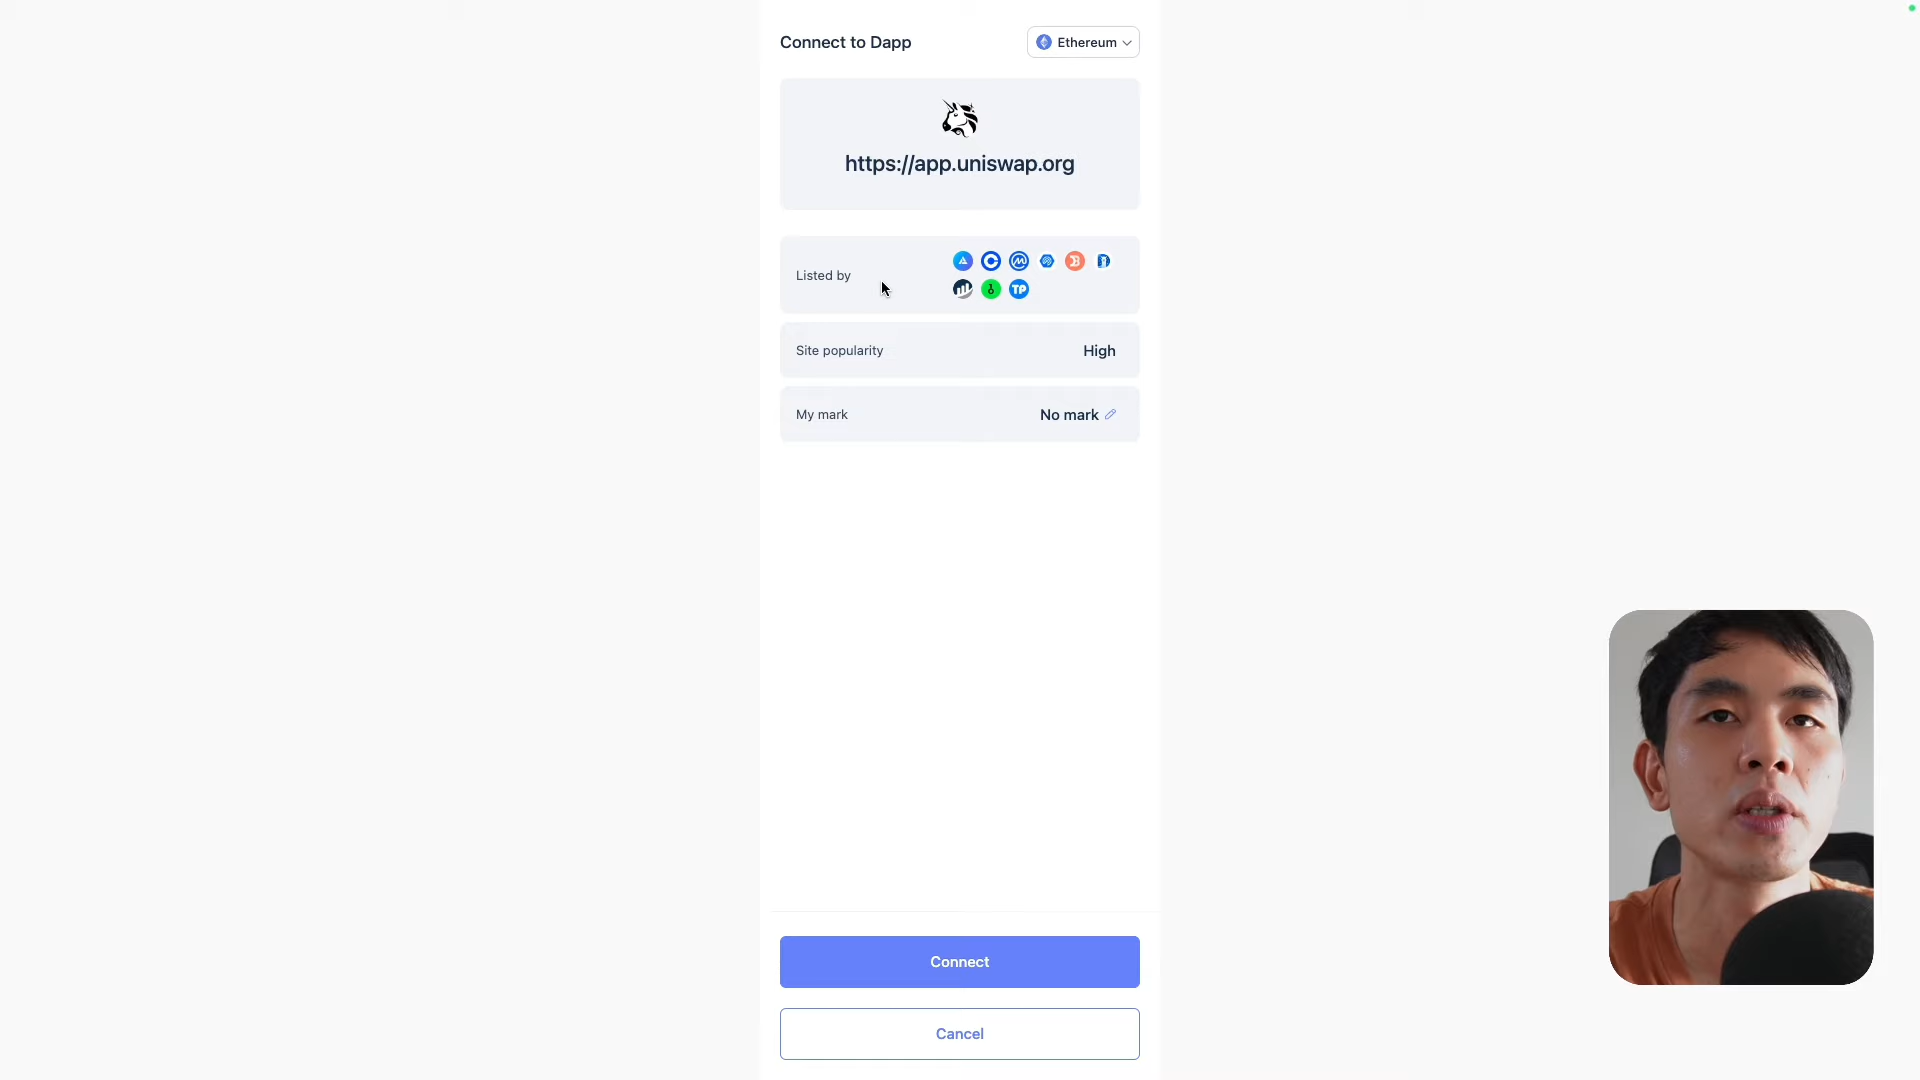 Connect to Dapp
Ethereum
https://app.uniswap.org
Listed by
TP
Site popularity
High
My mark
No mark
Connect
Cancel